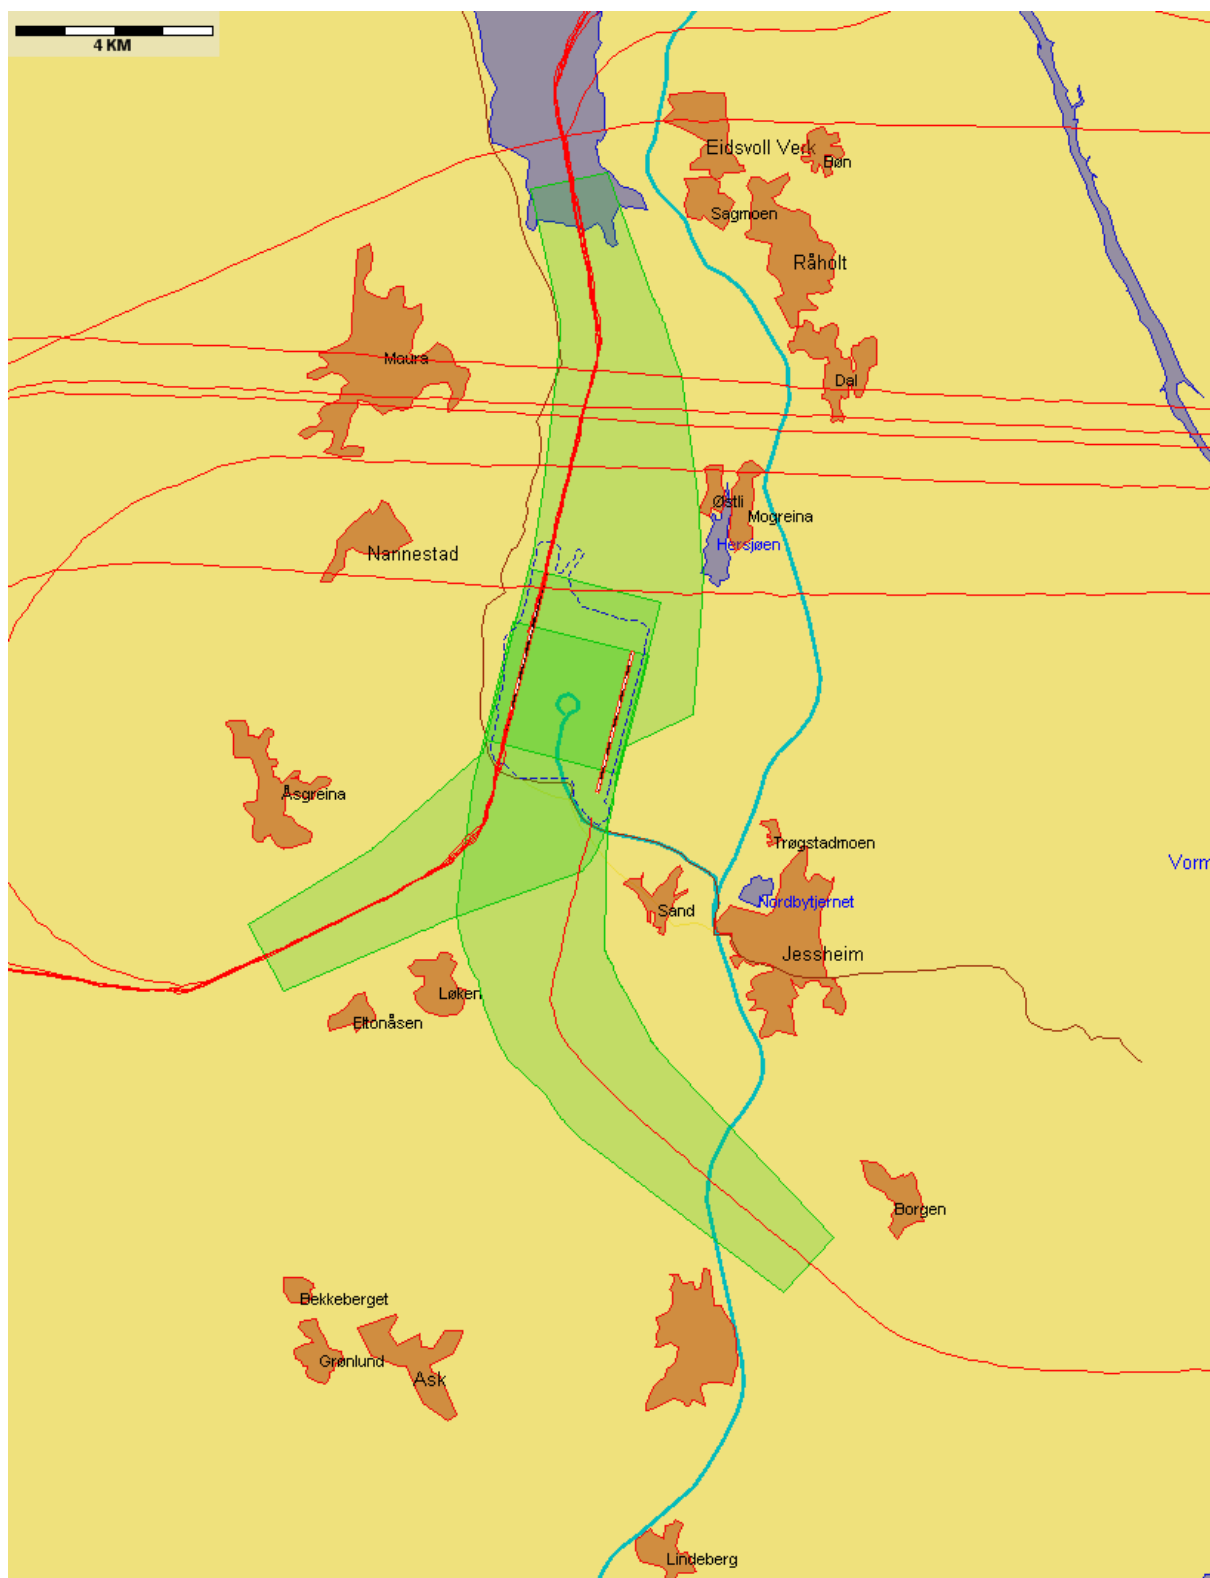 4 KM
Eidsvoll Verk
Bøn
Sagmoen
Råholt
Maura
Dal
Østli
Mogreina
Hersjøen
Nannestad
Åsgreina
Trøgstadmoen
Vorm
Nordbytjernet
Sand
Jessheim
Løken
Eltonåsen
Borgen
Bekkeberget
Grønlund
Ask
Lindeberg